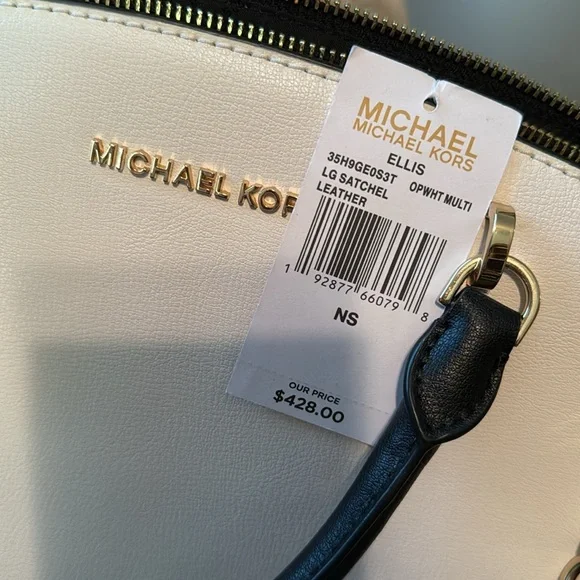 MICHAEL
MICHAEL KORS
ELLIS
35H9GE0S3T OPWHT MULTI
LG SATCHEL
LEATHER
1 92877 66079 8
NS
OUR PRICE
$428.00
MICHAEL KOR